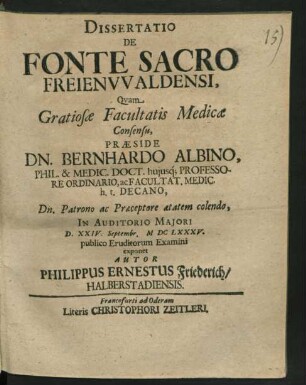 15)
DISSERTATIO
DE
FONTE SACRO
FREIENVVALDENSI,
Qvam
Gratiosæ Facultatis Medicæ
Consensu,
PRÆSIDE
DN. BERNHARDO ALBINO,
PHIL. & MEDIC. DOCT. hujusq; PROFESSO-
RE ORDINARIO, ac FACULTAT. MEDIC.
h. t. DECANO,
Dn. Patrono ac Præceptore ætatem colendo,
IN AUDITORIO MAJORI
D. XXIV. Septembr. M DC LXXXV.
publico Eruditorum Examini
exponet
AUTOR
PHILIPPUS ERNESTUS Friederich/
HALBERSTADIENSIS.
Francofurti ad Oderam
Literis CHRISTOPHORI ZEITLERI.